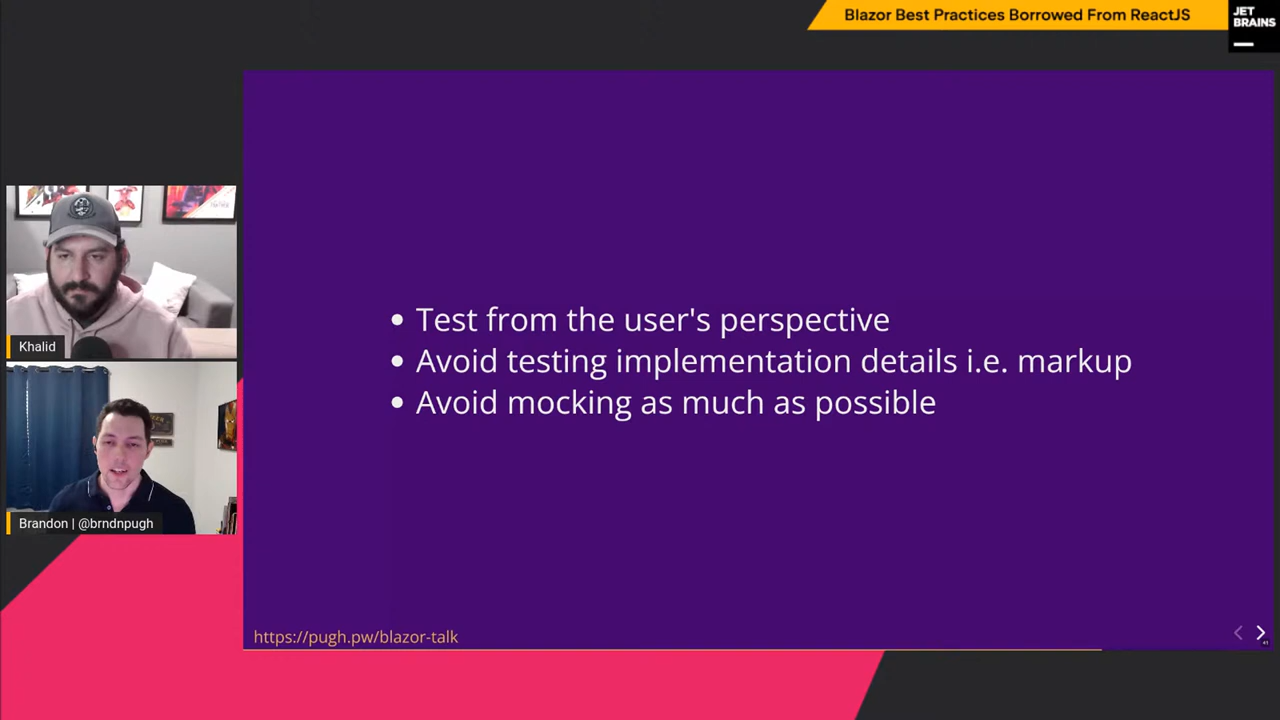 Blazor Best Practices Borrowed From ReactJS
JET
BRAINS
Khalid
Brandon | @brndnpugh
• Test from the user's perspective
• Avoid testing implementation details i.e. markup
• Avoid mocking as much as possible
https://pugh.pw/blazor-talk